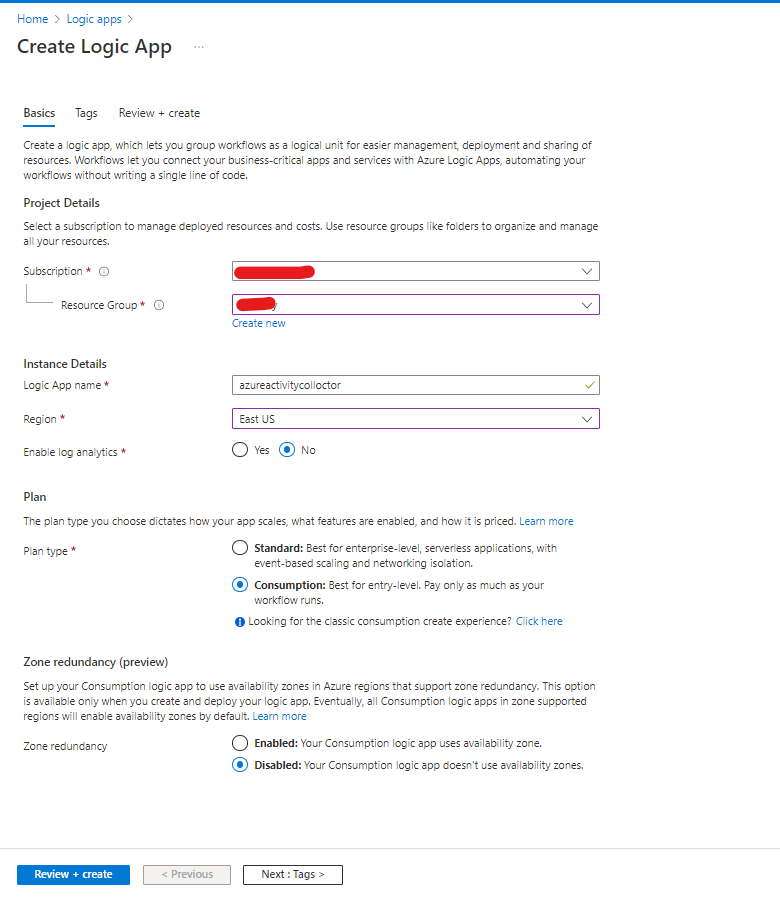 Home > Logic apps >
Create Logic App ...
Basics Tags Review + create
Create a logic app, which lets you group workflows as a logical unit for easier management, deployment and sharing of
resources. Workflows let you connect your business-critical apps and services with Azure Logic Apps, automating your
workflows without writing a single line of code.
Project Details
Select a subscription to manage deployed resources and costs. Use resource groups like folders to organize and manage
all your resources.
Subscription *
Resource Group *
Create new
Instance Details
Logic App name * azureactivitycolloctor
Region * East US
Enable log analytics * Yes No
Plan
The plan type you choose dictates how your app scales, what features are enabled, and how it is priced. Learn more
Plan type * Standard: Best for enterprise-level, serverless applications, with
event-based scaling and networking isolation.
Consumption: Best for entry-level. Pay only as much as your
workflow runs.
Looking for the classic consumption create experience? Click here
Zone redundancy (preview)
Set up your Consumption logic app to use availability zones in Azure regions that support zone redundancy. This option
is available only when you create and deploy your logic app. Eventually, all Consumption logic apps in zone supported
regions will enable availability zones by default. Learn more
Zone redundancy Enabled: Your Consumption logic app uses availability zone.
Disabled: Your Consumption logic app doesn't use availability zones.
Review + create < Previous Next : Tags >